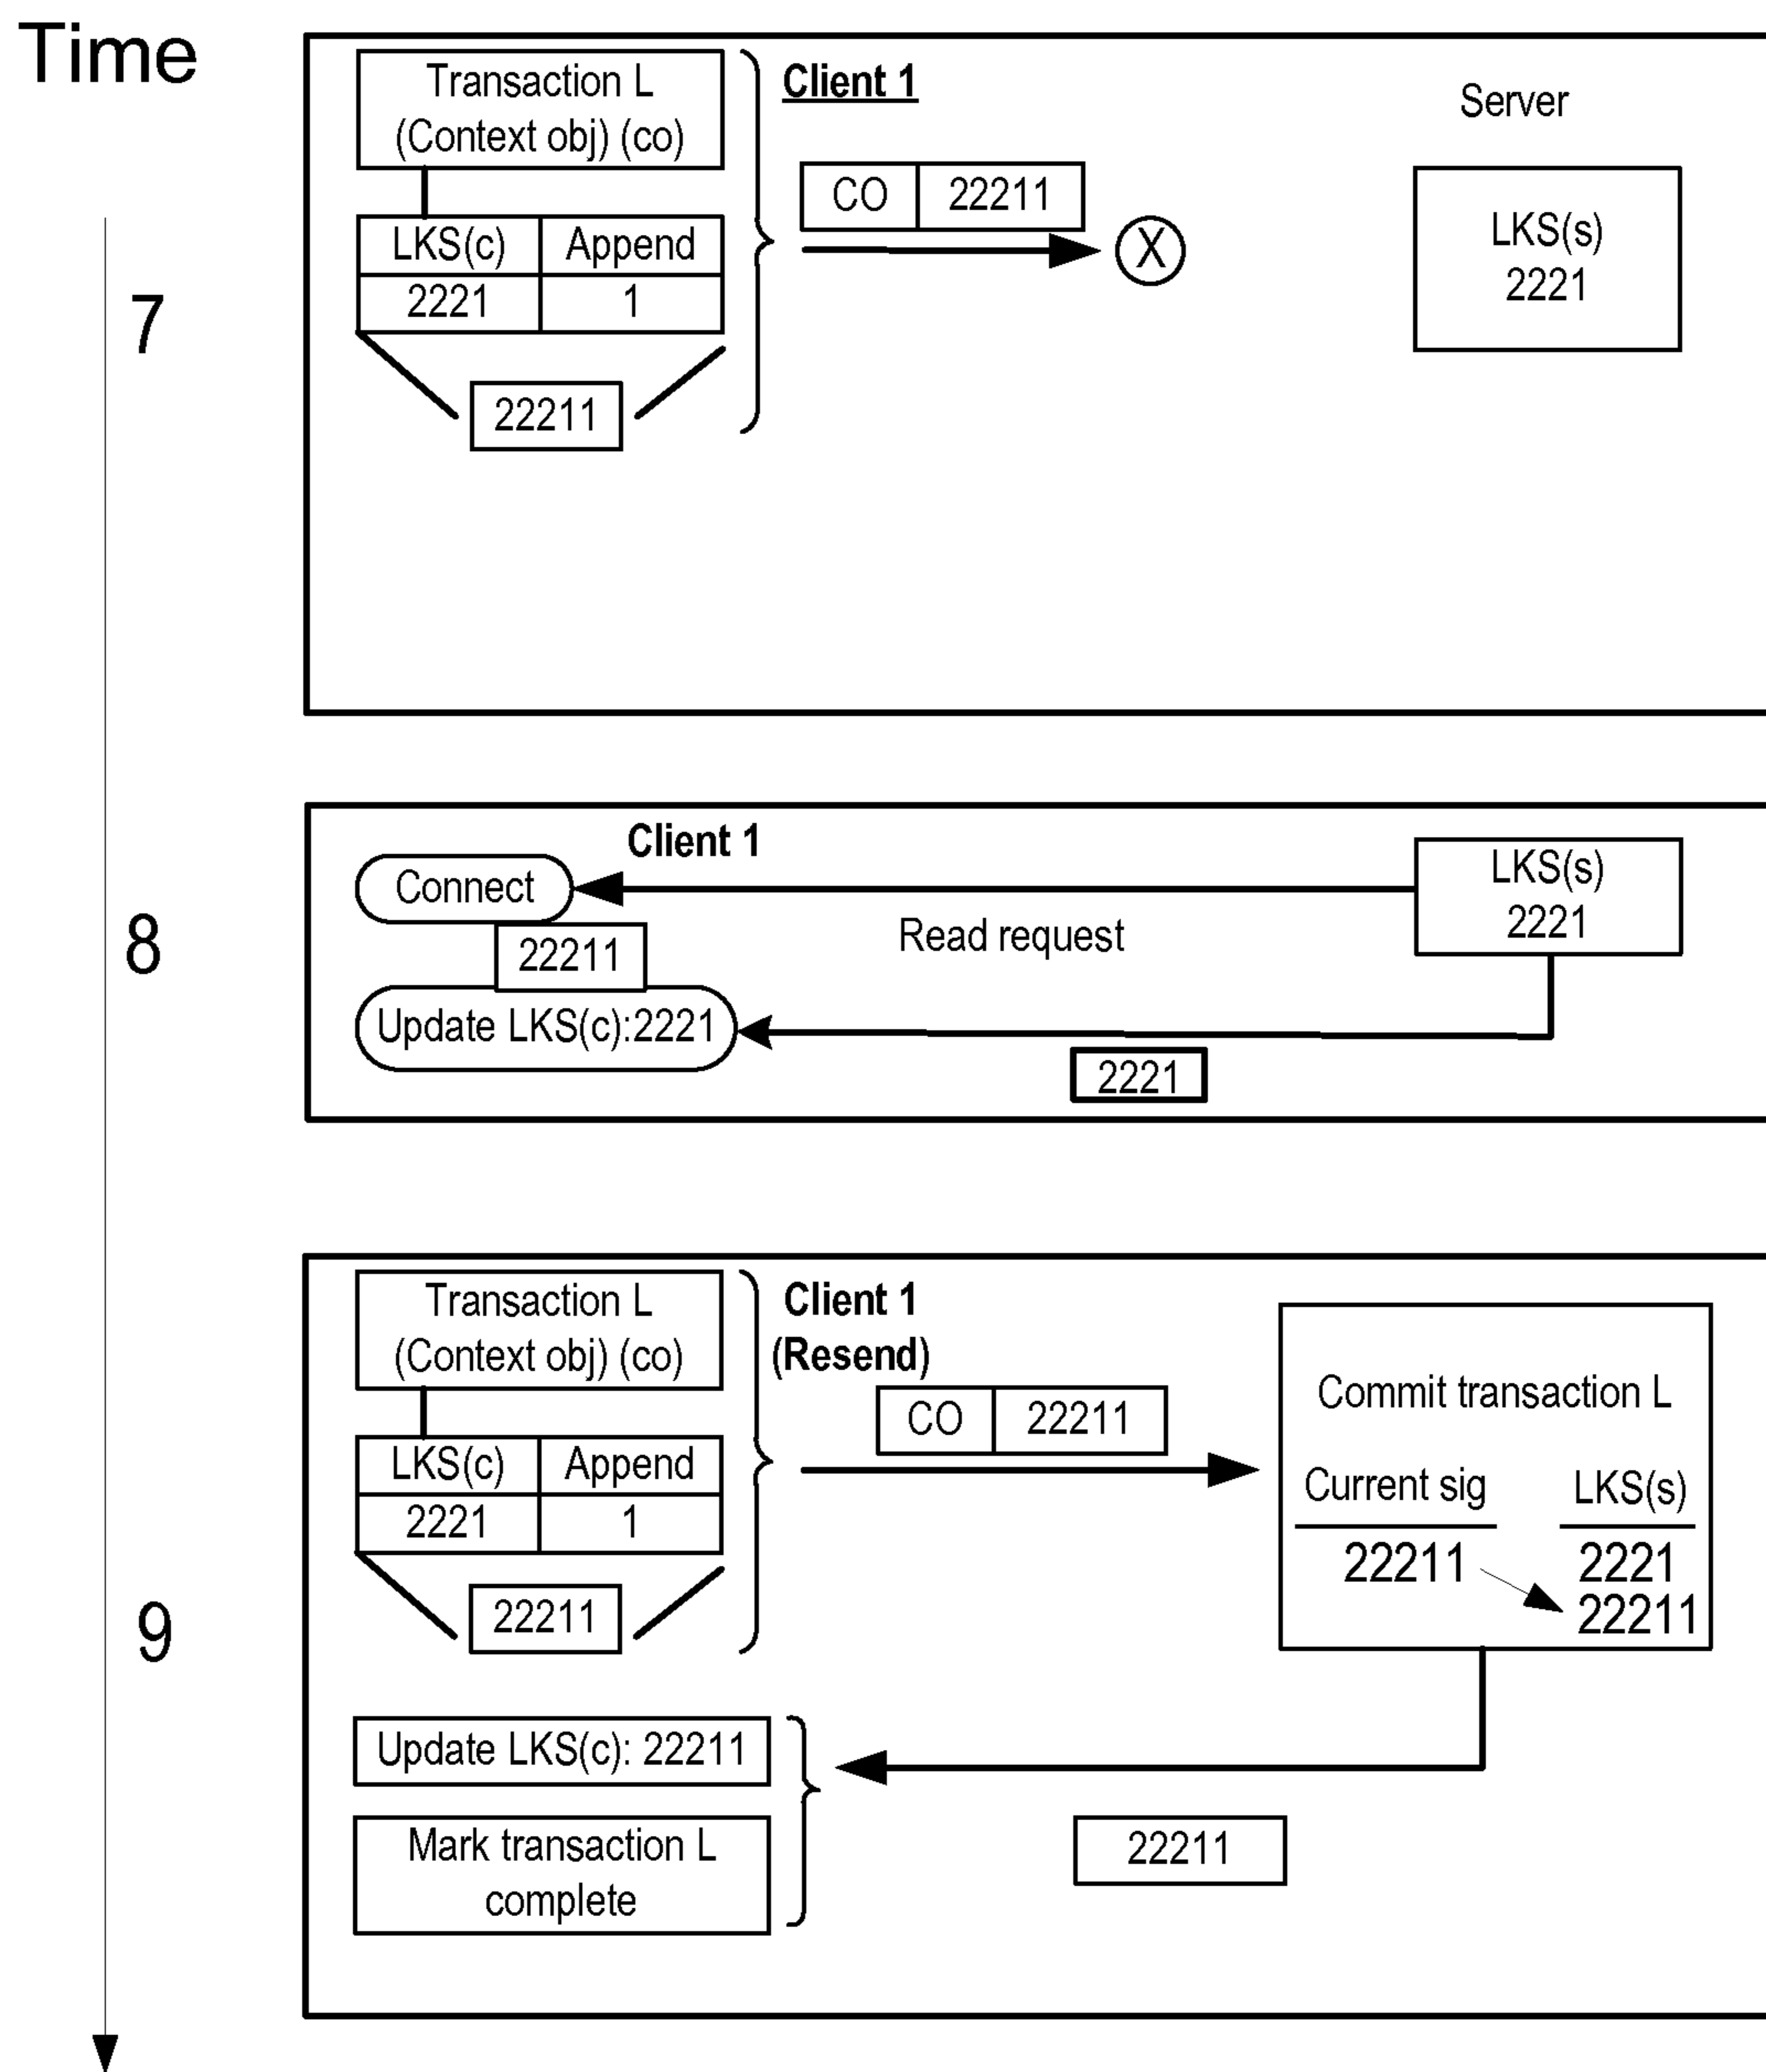 Time
7
Transaction L
(Context obj) (co)
LKS(c) Append
2221 1
22211
Client 1
CO 22211
X
Server
LKS(s)
2221
8
Client 1
Connect
22211
Update LKS(c):2221
Read request
LKS(s)
2221
2221
9
Transaction L
(Context obj) (co)
LKS(c) Append
2221 1
22211
Client 1
(Resend)
CO 22211
Commit transaction L
Current sig LKS(s)
22211 2221
22211
Update LKS(c): 22211
Mark transaction L
complete
22211